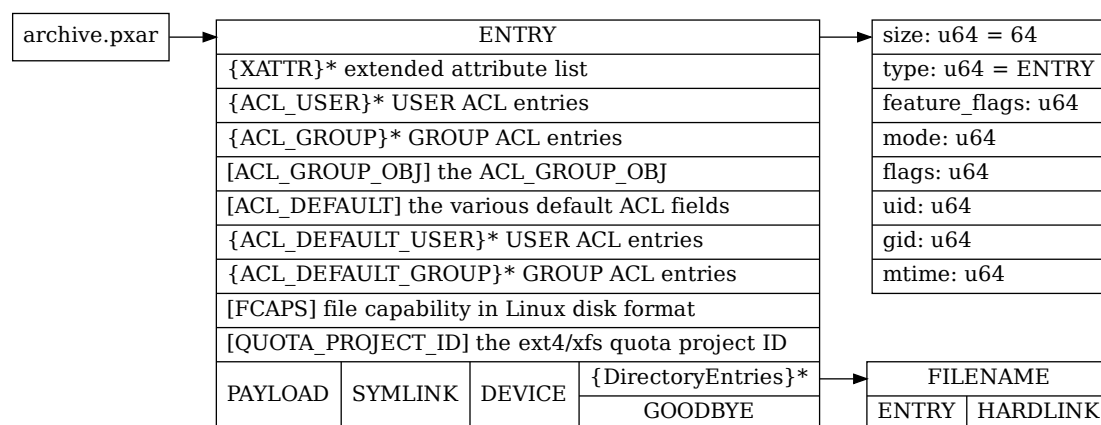 archive.pxar
ENTRY
{XATTR}* extended attribute list
{ACL_USER}* USER ACL entries
{ACL_GROUP}* GROUP ACL entries
[ACL_GROUP_OBJ] the ACL_GROUP_OBJ
[ACL_DEFAULT] the various default ACL fields
{ACL_DEFAULT_USER}* USER ACL entries
{ACL_DEFAULT_GROUP}* GROUP ACL entries
[FCAPS] file capability in Linux disk format
[QUOTA_PROJECT_ID] the ext4/xfs quota project ID
PAYLOAD
SYMLINK
DEVICE
{DirectoryEntries}*
GOODBYE
size: u64 = 64
type: u64 = ENTRY
feature_flags: u64
mode: u64
flags: u64
uid: u64
gid: u64
mtime: u64
FILENAME
ENTRY
HARDLINK